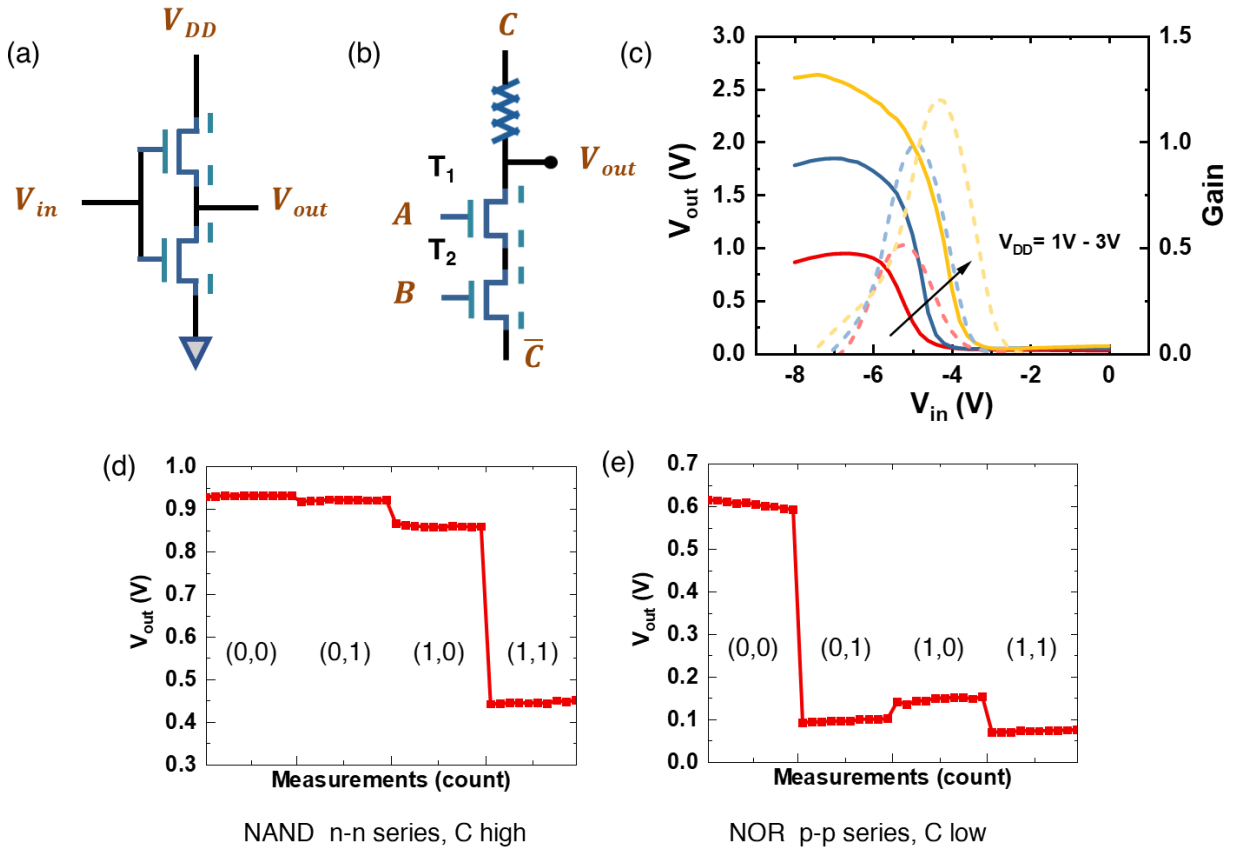 (a)
V_DD
V_in
V_out
(b)
C
V_out
T_1
A
T_2
B
C̅
(c)
3.0
2.5
2.0
1.5
1.0
0.5
0.0
V_out (V)
1.5
1.0
0.5
0.0
Gain
V_DD= 1V - 3V
-8 -6 -4 -2 0
V_in (V)
(d)
1.0
0.9
0.8
0.7
0.6
0.5
0.4
0.3
V_out (V)
(0,0) (0,1) (1,0) (1,1)
Measurements (count)
NAND n-n series, C high
(e)
0.7
0.6
0.5
0.4
0.3
0.2
0.1
0.0
V_out (V)
(0,0) (0,1) (1,0) (1,1)
Measurements (count)
NOR p-p series, C low